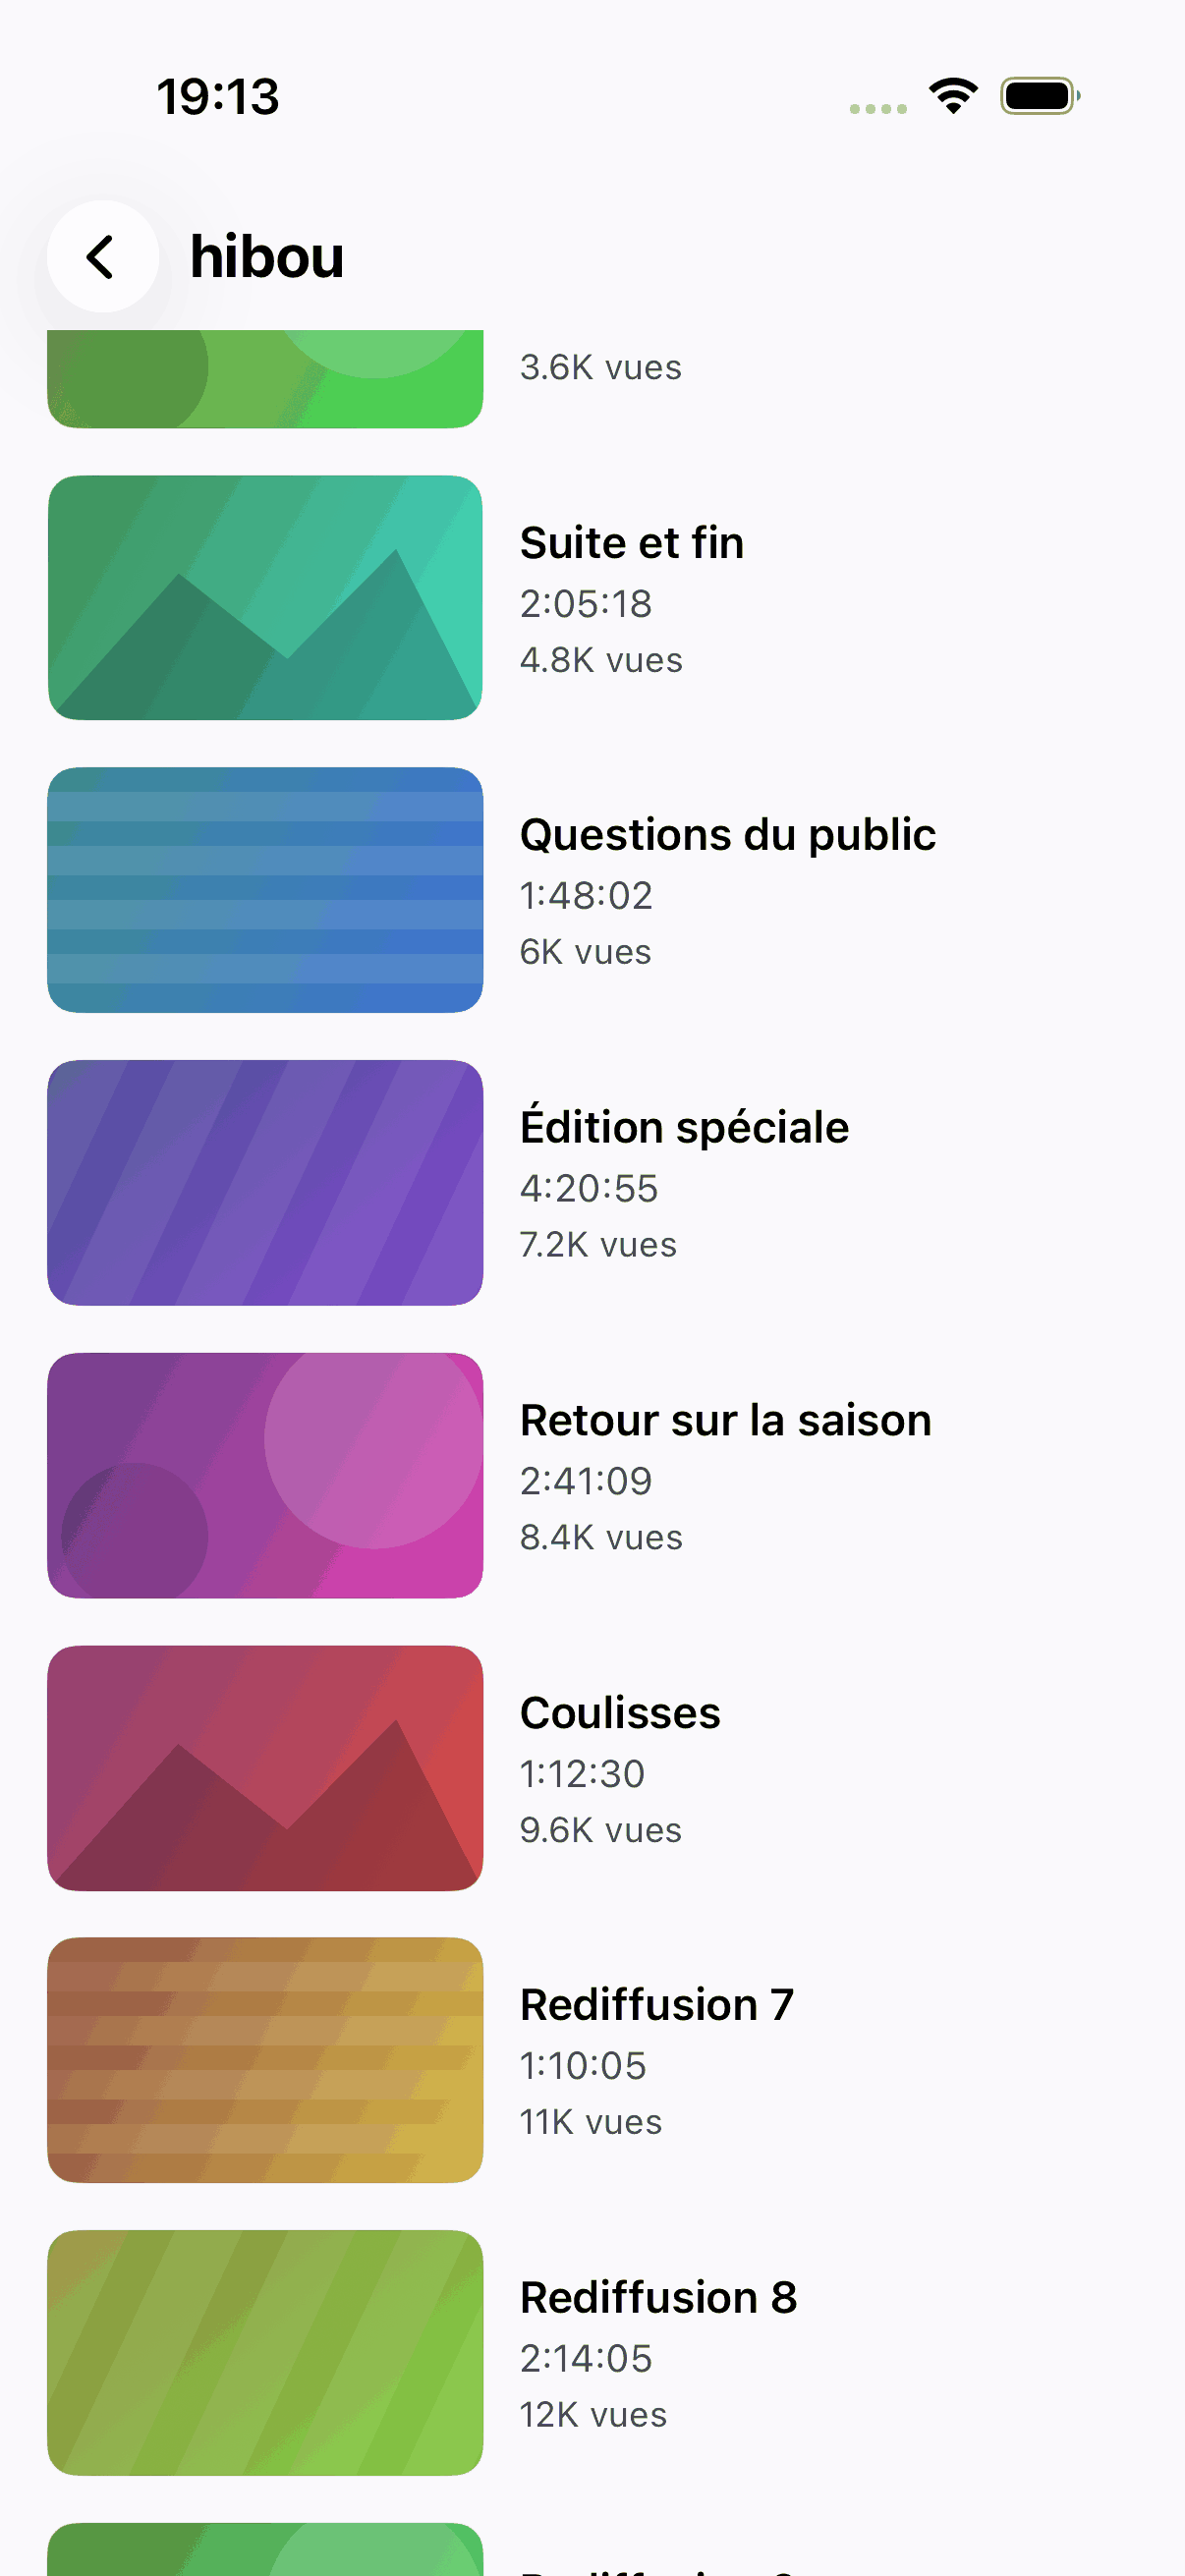 19:13
hibou
3.6K vues
Suite et fin
2:05:18
4.8K vues
Questions du public
1:48:02
6K vues
Édition spéciale
4:20:55
7.2K vues
Retour sur la saison
2:41:09
8.4K vues
Coulisses
1:12:30
9.6K vues
Rediffusion 7
1:10:05
11K vues
Rediffusion 8
2:14:05
12K vues